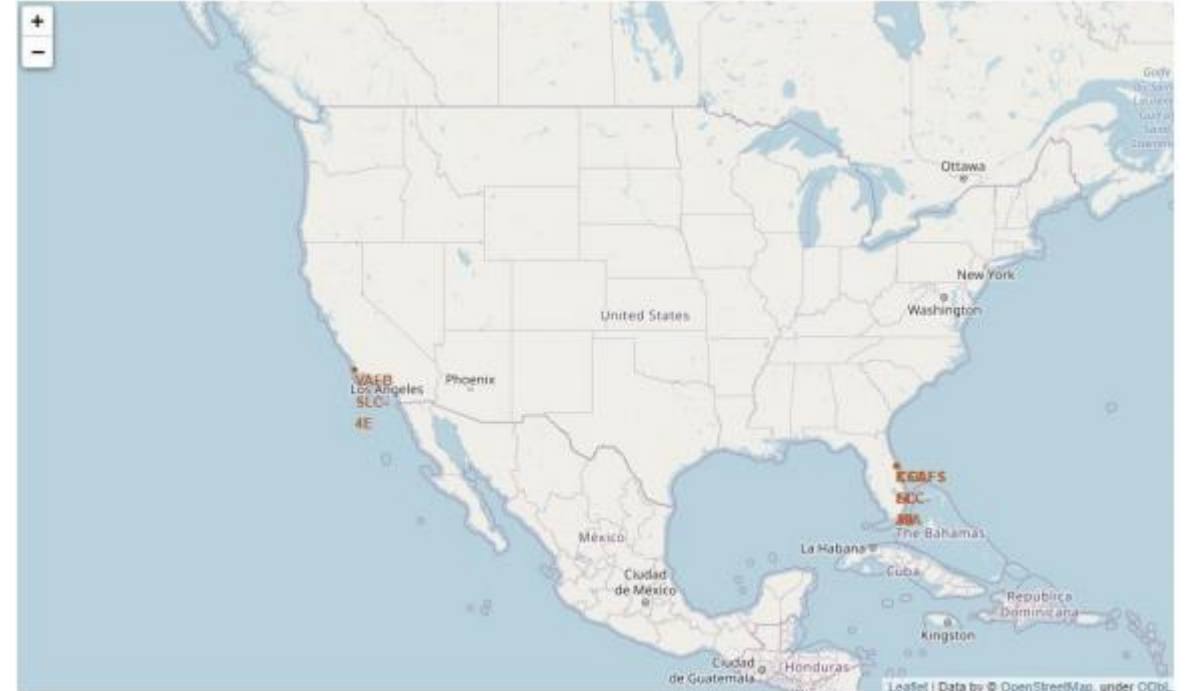 +
−
Ottawa
New York
Washington
United States
Phoenix
VAFB
Los Angeles
SLC-
4E
México
Ciudad
de México
La Habana
The Bahamas
Cuba
República
Dominicana
Kingston
Ciudad
de Guatemala
Honduras
Leaflet | Data by © OpenStreetMap, under ODbL.